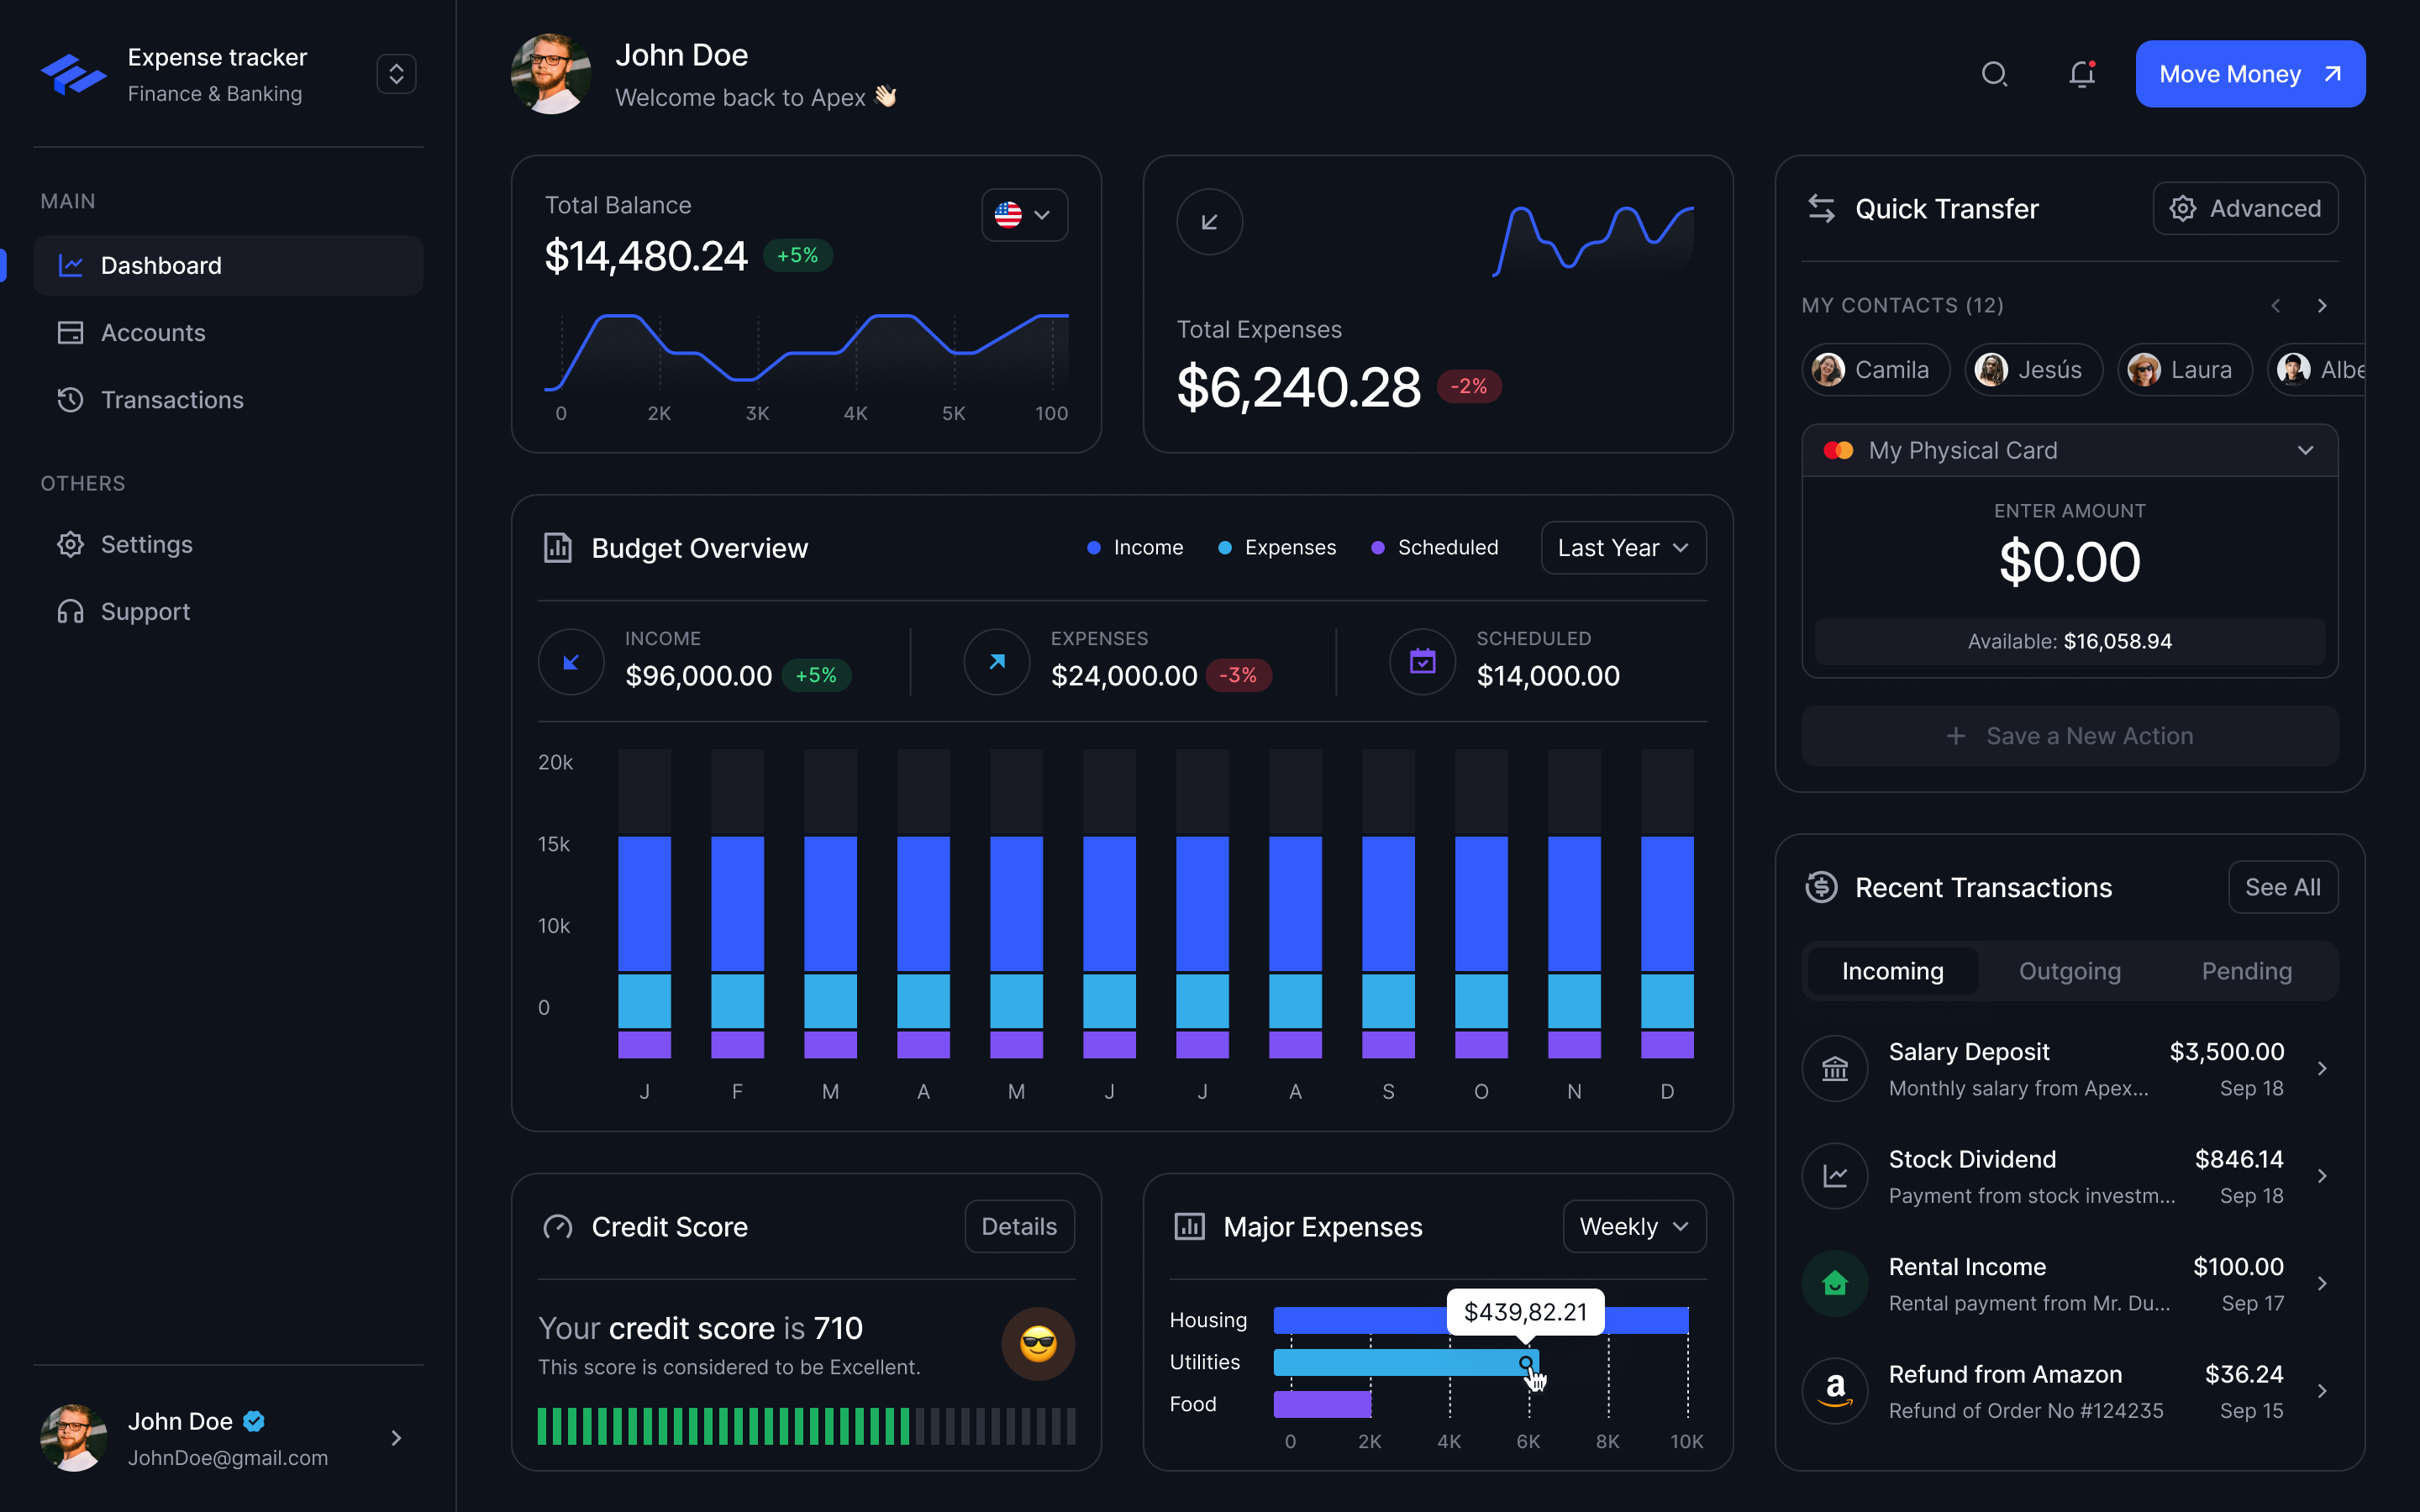 Expense tracker
Finance & Banking
MAIN
Dashboard
Accounts
Transactions
OTHERS
Settings
Support
John Doe
JohnDoe@gmail.com
John Doe
Welcome back to Apex 👋🏻
Move Money
Total Balance
$14,480.24 +5%
0 2K 3K 4K 5K 100
Total Expenses
$6,240.28 -2%
Budget Overview
Income Expenses Scheduled
Last Year
INCOME
$96,000.00 +5%
EXPENSES
$24,000.00 -3%
SCHEDULED
$14,000.00
20k
15k
10k
0
J F M A M J J A S O N D
Credit Score
Details
Your credit score is 710
This score is considered to be Excellent.
Major Expenses
Weekly
$439,82.21
Housing
Utilities
Food
0 2K 4K 6K 8K 10K
Quick Transfer
Advanced
MY CONTACTS (12)
Camila Jesús Laura Albe
My Physical Card
ENTER AMOUNT
$0.00
Available: $16,058.94
+ Save a New Action
Recent Transactions
See All
Incoming Outgoing Pending
Salary Deposit $3,500.00
Monthly salary from Apex... Sep 18
Stock Dividend $846.14
Payment from stock investm... Sep 18
Rental Income $100.00
Rental payment from Mr. Du... Sep 17
Refund from Amazon $36.24
Refund of Order No #124235 Sep 15